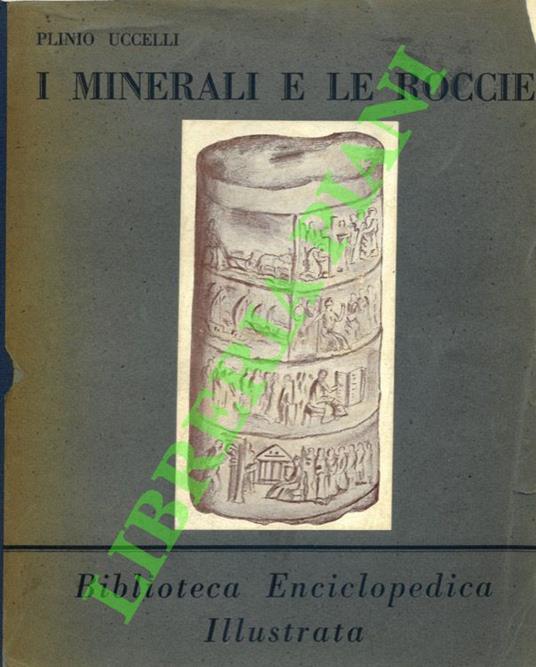 PLINIO UCCELLI
I MINERALI E LE ROCCIE
LIBRERIA PIANI
Biblioteca Enciclopedica
Illustrata